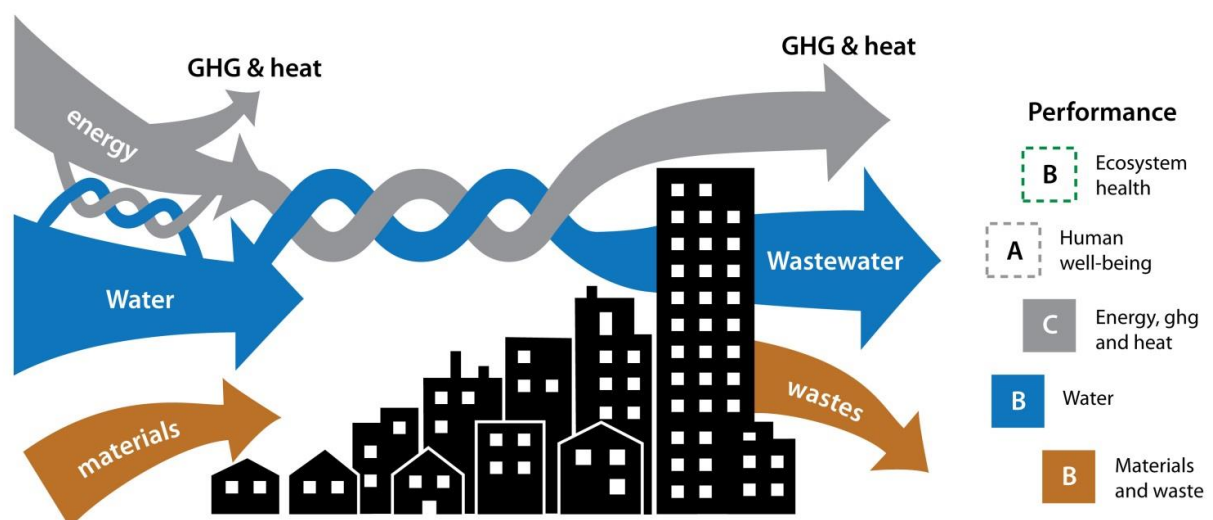 GHG & heat
GHG & heat
energy
Water
Wastewater
materials
wastes
Performance
B
Ecosystem
health
A
Human
well-being
C
Energy, ghg
and heat
B
Water
B
Materials
and waste